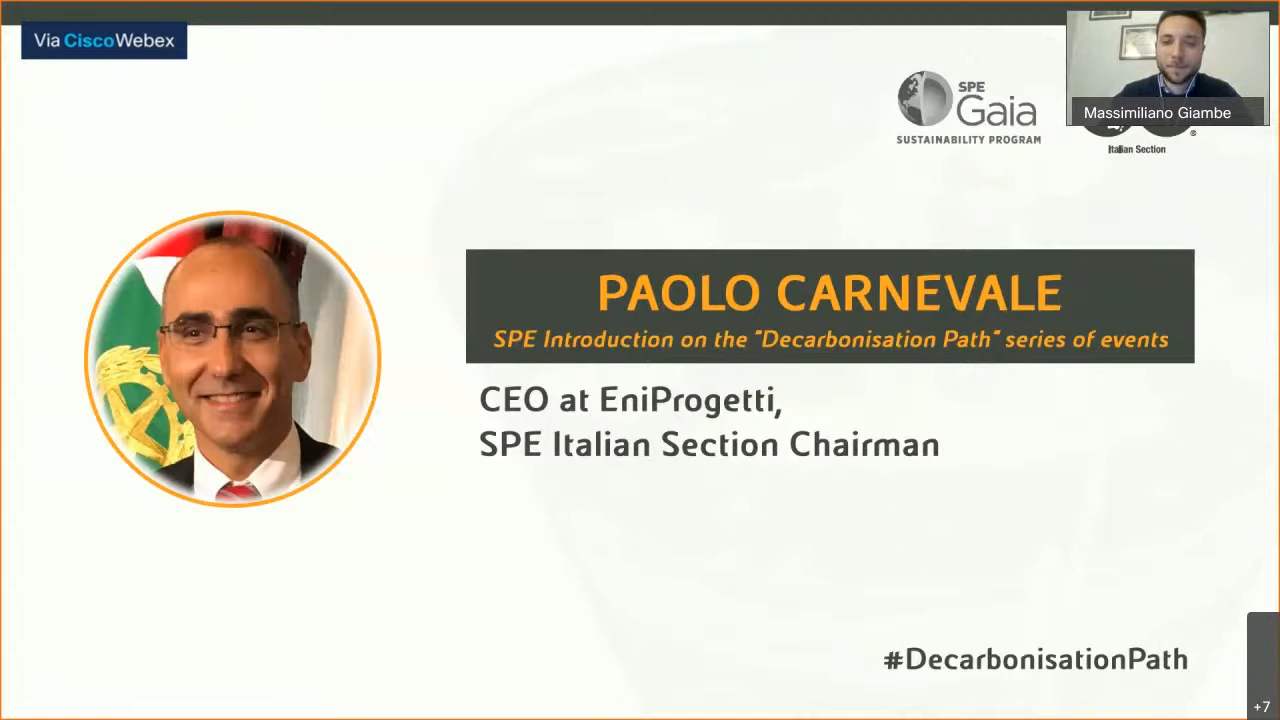 Via CiscoWebex
SPE
Gaia
SUSTAINABILITY PROGRAM
Massimiliano Giambe
®
Italian Section
PAOLO CARNEVALE
SPE Introduction on the "Decarbonisation Path" series of events
CEO at EniProgetti,
SPE Italian Section Chairman
#DecarbonisationPath
+7